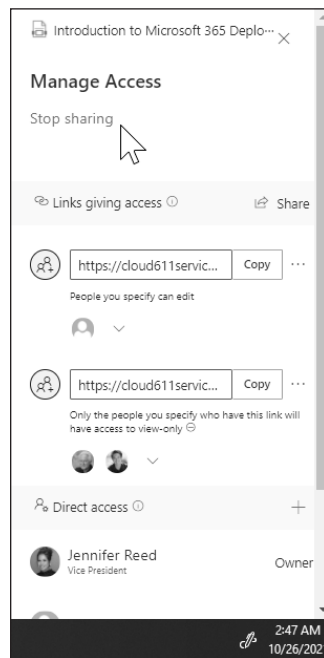 Introduction to Microsoft 365 Deplo···
Manage Access
Stop sharing
Links giving access
Share
https://cloud611servic...
Copy
People you specify can edit
https://cloud611servic...
Copy
Only the people you specify who have this link will
have access to view-only
Direct access
Jennifer Reed
Owner
Vice President
2:47 AM
10/26/202